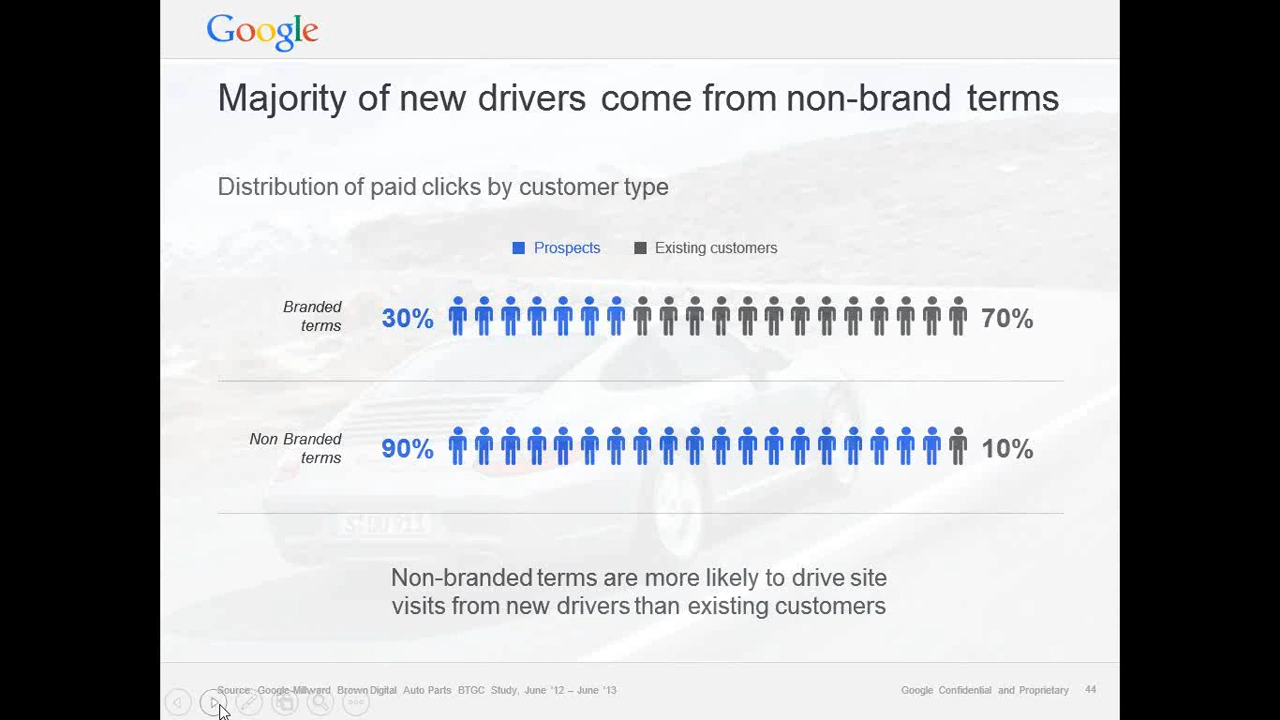 Google
Majority of new drivers come from non-brand terms
Distribution of paid clicks by customer type
Prospects
Existing customers
Branded
terms
30%
70%
Non Branded
terms
90%
10%
Non-branded terms are more likely to drive site
visits from new drivers than existing customers
Source: Google-Millward Brown Digital Auto Parts BTGC Study, June '12 – June '13
Google Confidential and Proprietary
44